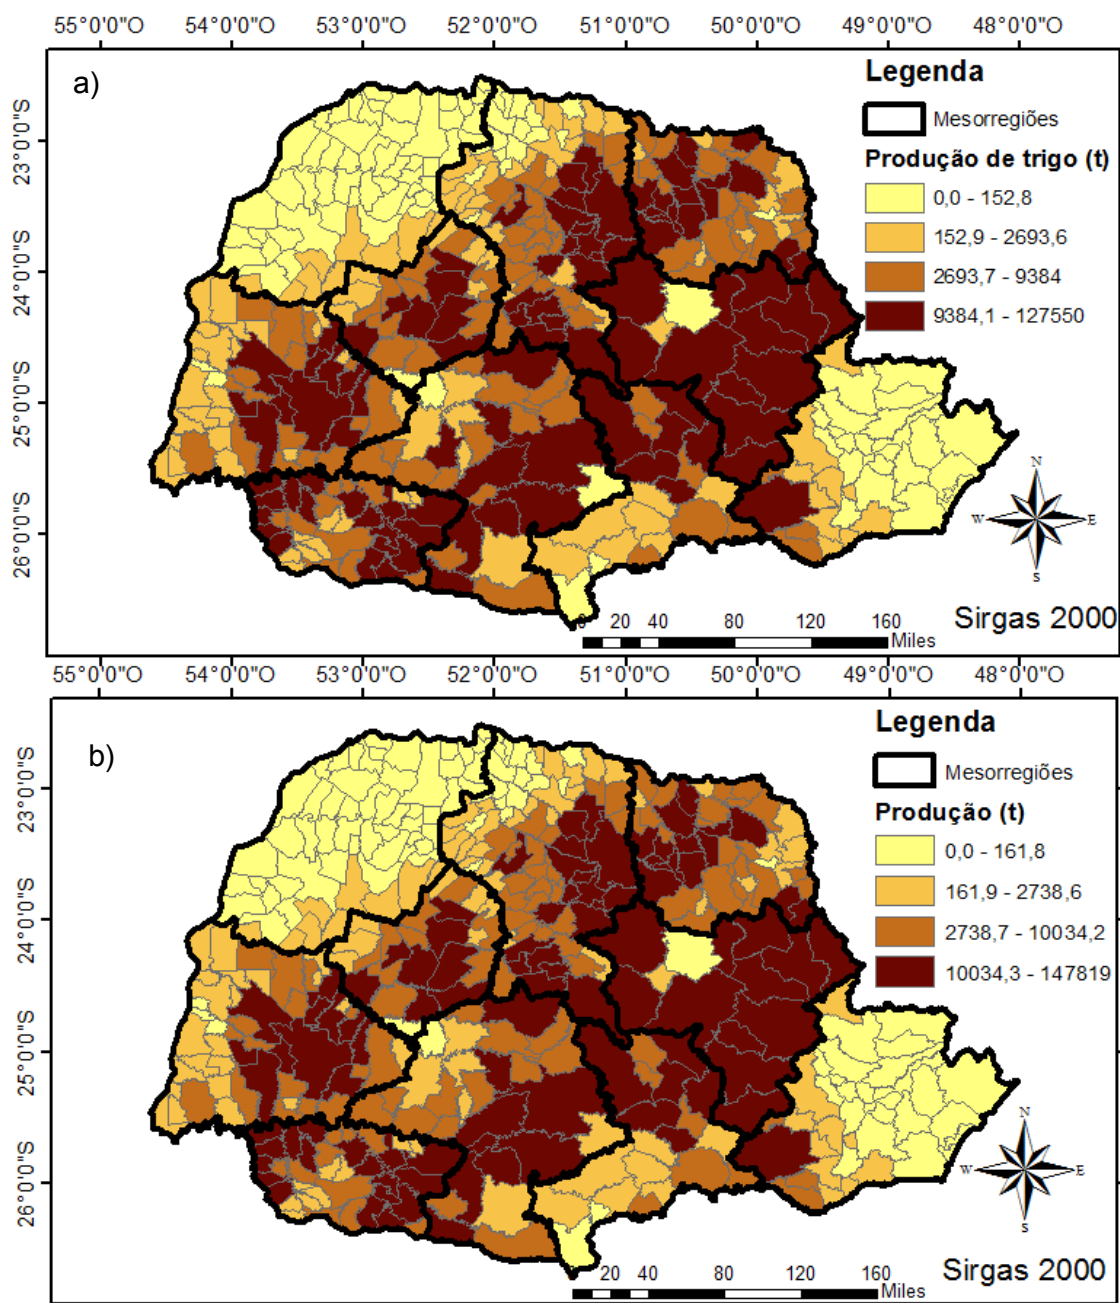 55°0'0"O 54°0'0"O 53°0'0"O 52°0'0"O 51°0'0"O 50°0'0"O 49°0'0"O 48°0'0"O
a)
Legenda
Mesorregiões
Produção de trigo (t)
0,0 - 152,8
152,9 - 2693,6
2693,7 - 9384
9384,1 - 127550
23°0'0"S
24°0'0"S
25°0'0"S
26°0'0"S
N
W E
S
0 20 40 80 120 160
Miles
Sirgas 2000
55°0'0"O 54°0'0"O 53°0'0"O 52°0'0"O 51°0'0"O 50°0'0"O 49°0'0"O 48°0'0"O
b)
Legenda
Mesorregiões
Produção (t)
0,0 - 161,8
161,9 - 2738,6
2738,7 - 10034,2
10034,3 - 147819
23°0'0"S
24°0'0"S
25°0'0"S
26°0'0"S
N
W E
S
0 20 40 80 120 160
Miles
Sirgas 2000